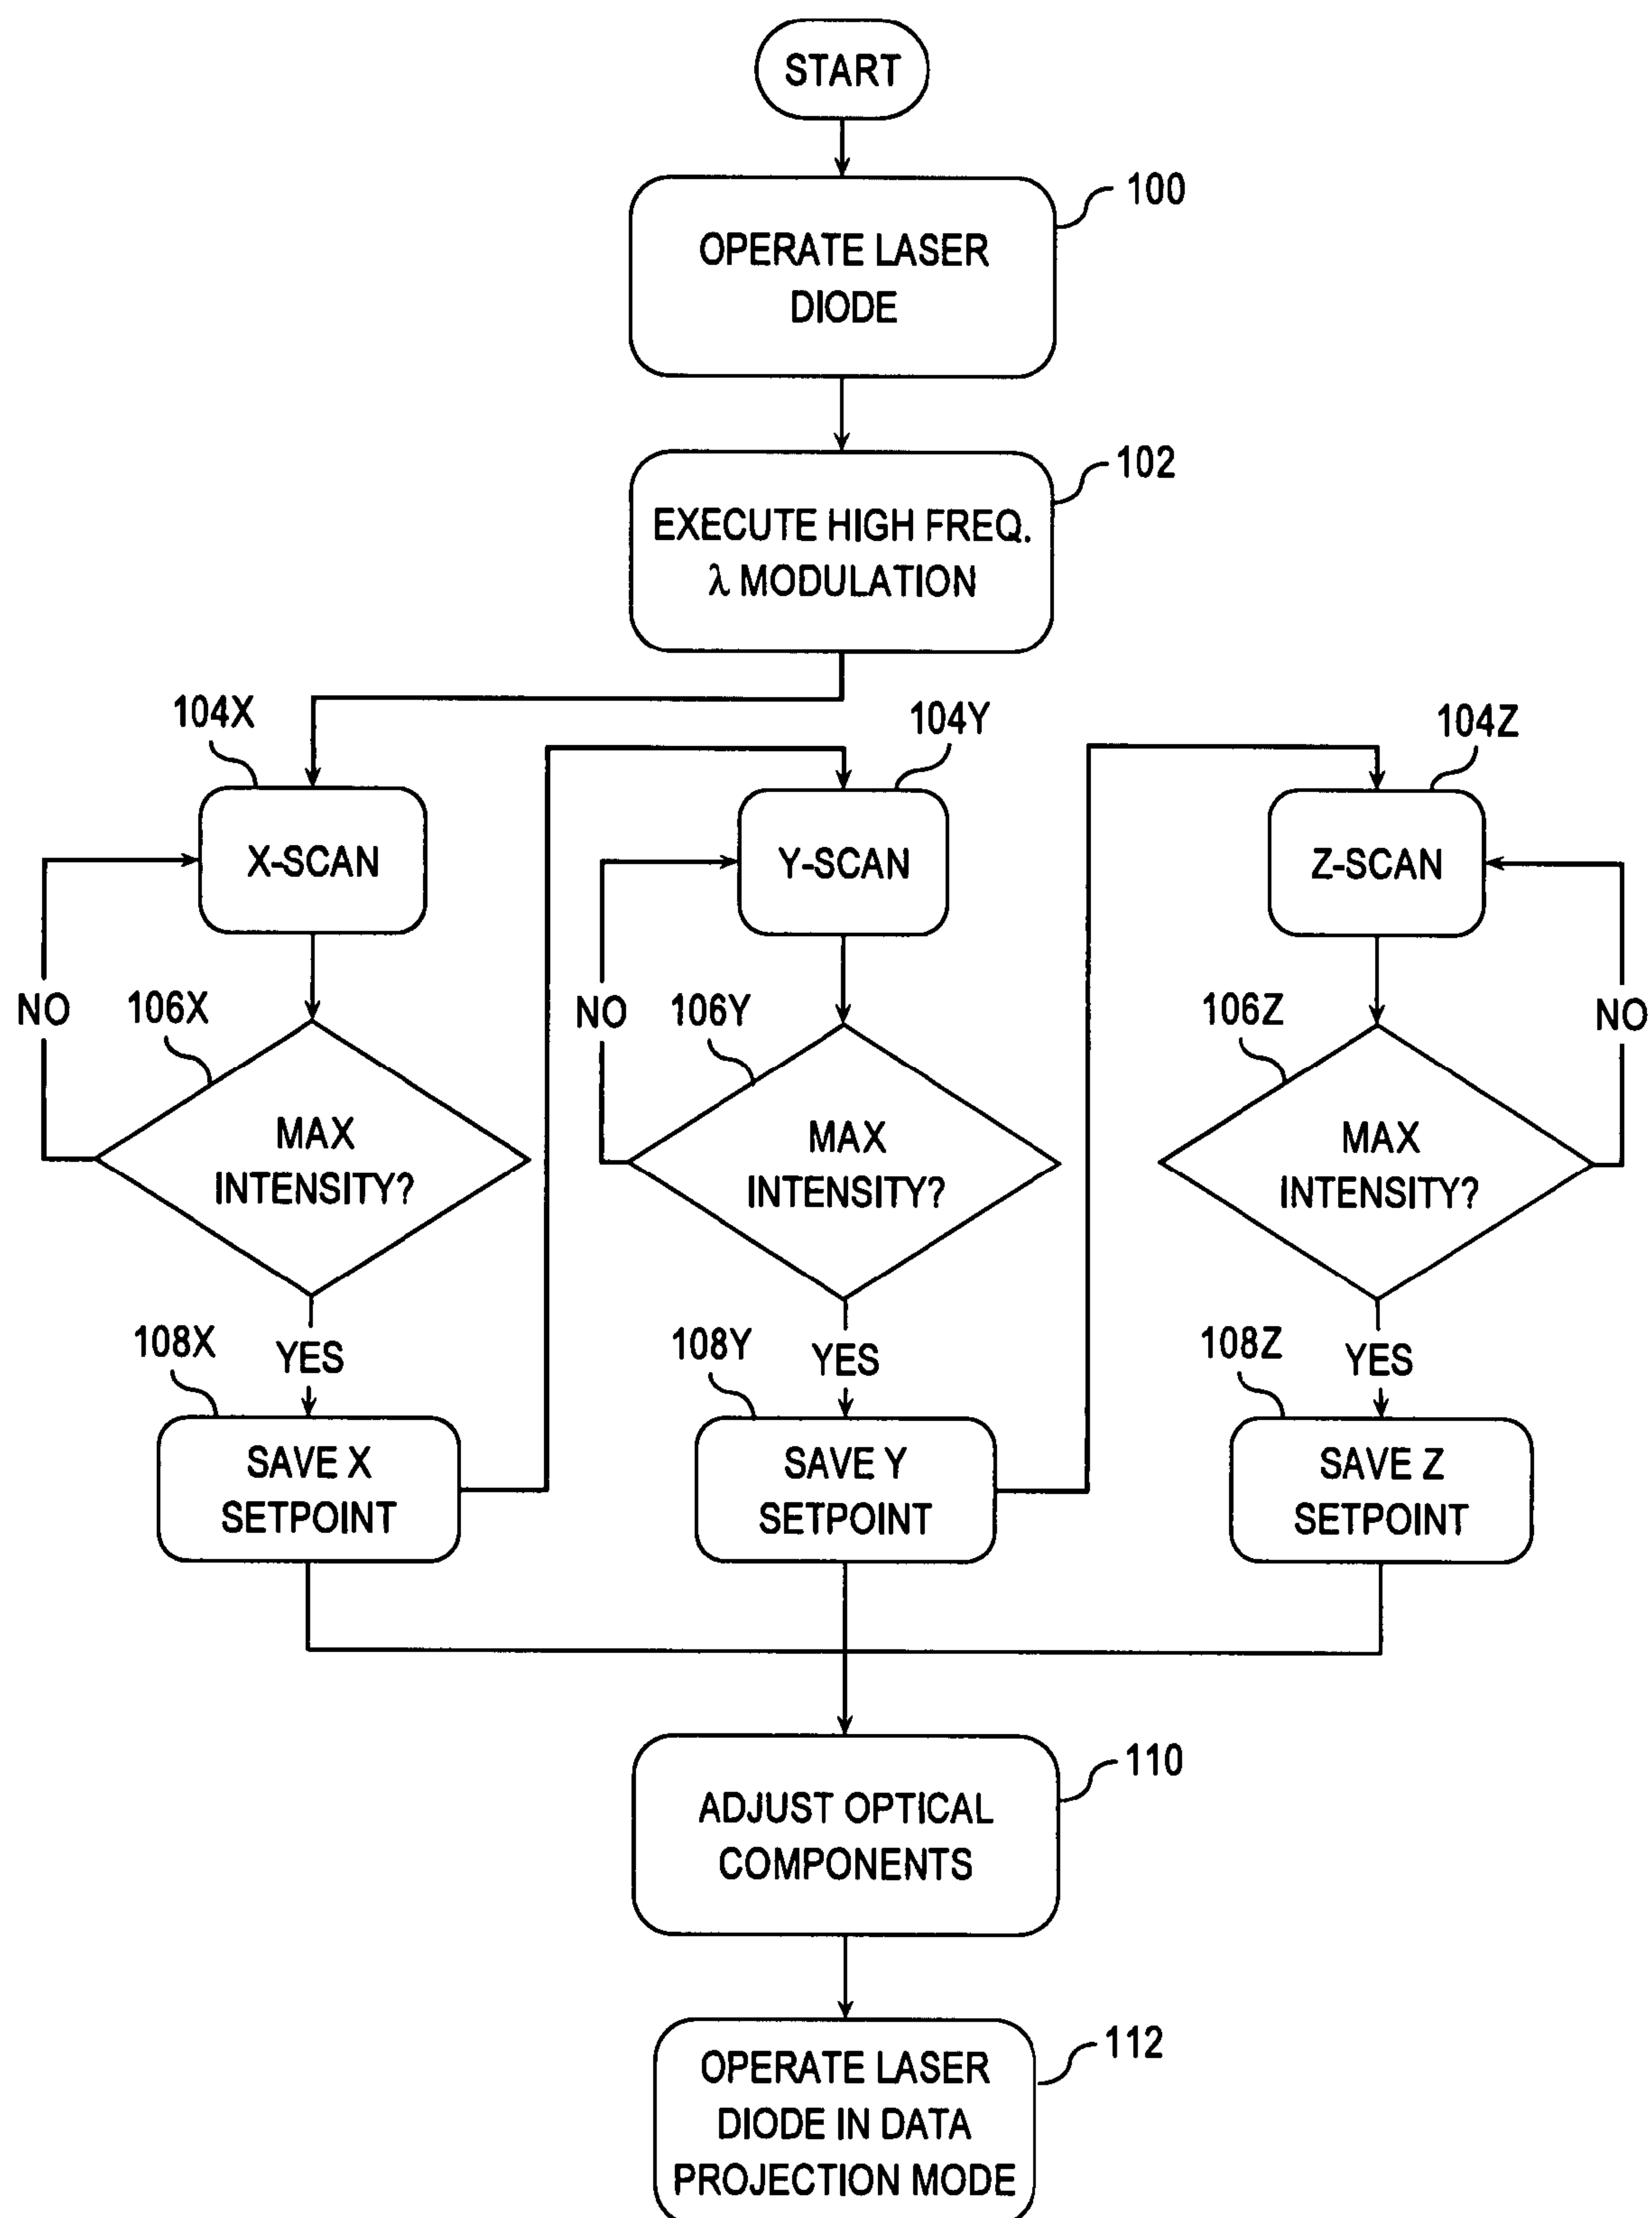 START
100
OPERATE LASER
DIODE
102
EXECUTE HIGH FREQ.
λ MODULATION
104X
104Y
104Z
X-SCAN
Y-SCAN
Z-SCAN
NO
106X
NO
106Y
106Z
NO
MAX
INTENSITY?
MAX
INTENSITY?
MAX
INTENSITY?
108X
YES
108Y
YES
108Z
YES
SAVE X
SETPOINT
SAVE Y
SETPOINT
SAVE Z
SETPOINT
110
ADJUST OPTICAL
COMPONENTS
112
OPERATE LASER
DIODE IN DATA
PROJECTION MODE